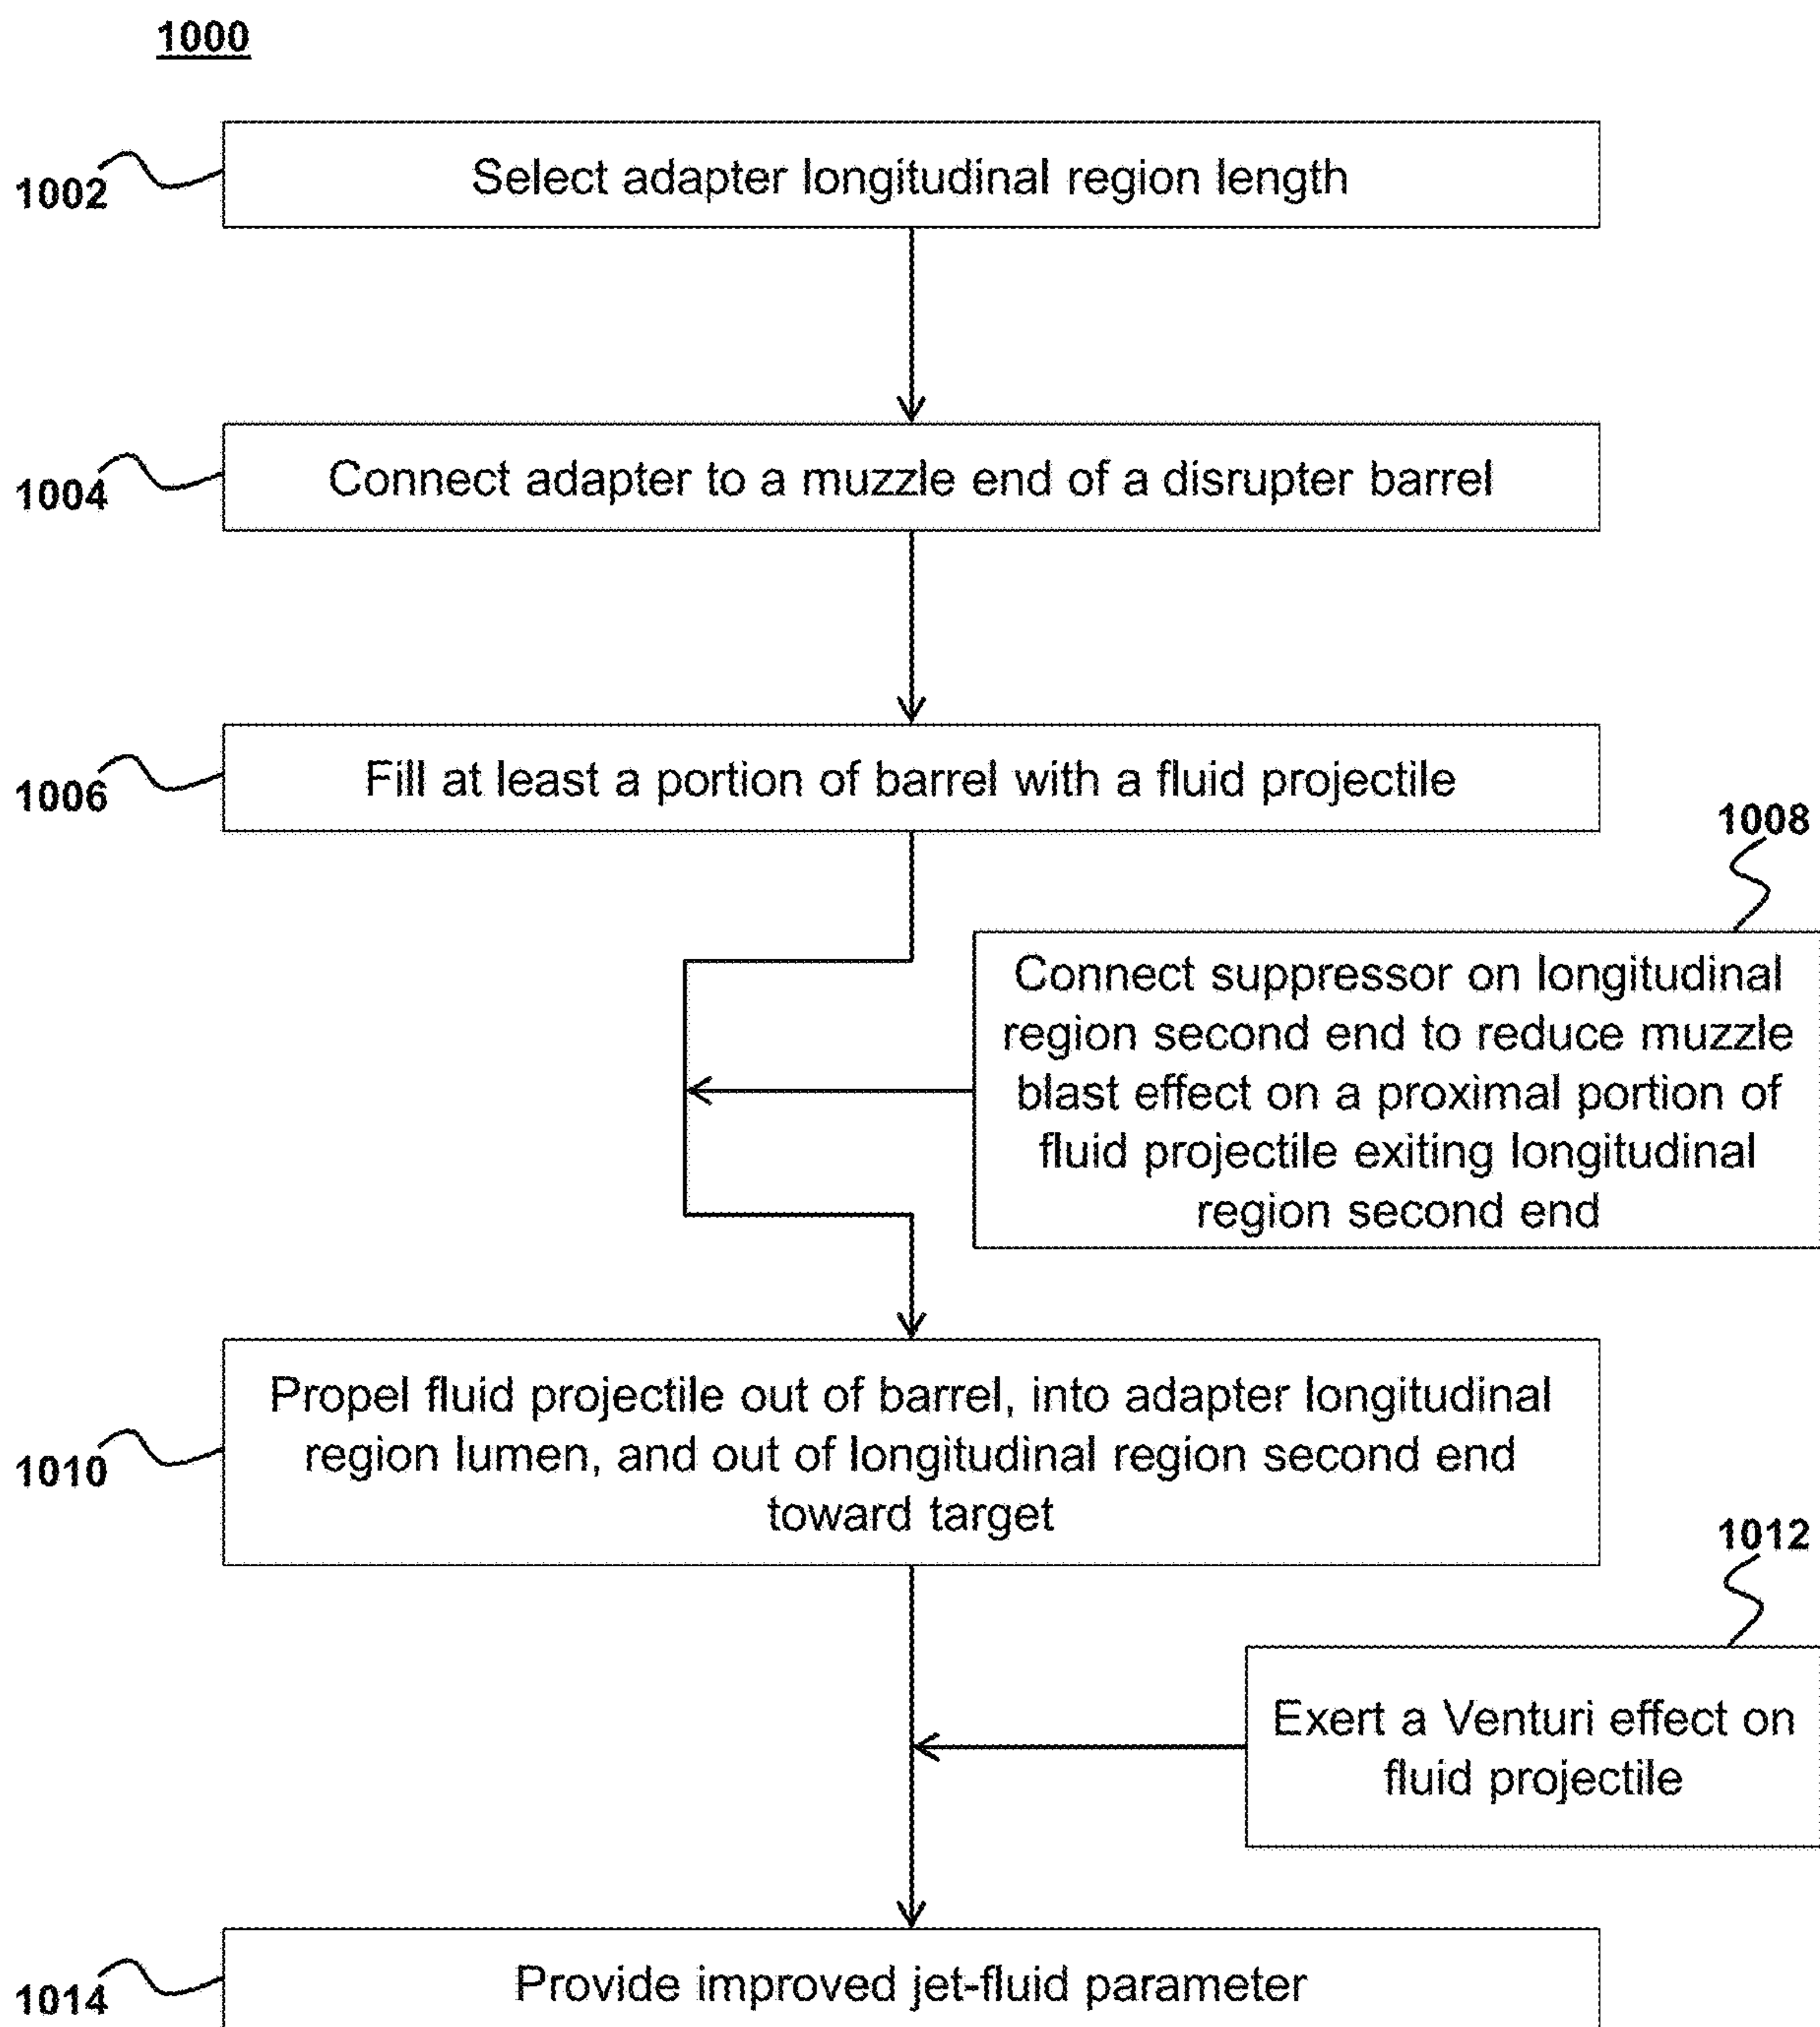 1000
1002
Select adapter longitudinal region length
1004
Connect adapter to a muzzle end of a disrupter barrel
1006
Fill at least a portion of barrel with a fluid projectile
1008
Connect suppressor on longitudinal
region second end to reduce muzzle
blast effect on a proximal portion of
fluid projectile exiting longitudinal
region second end
1010
Propel fluid projectile out of barrel, into adapter longitudinal
region lumen, and out of longitudinal region second end
toward target
1012
Exert a Venturi effect on
fluid projectile
1014
Provide improved jet-fluid parameter